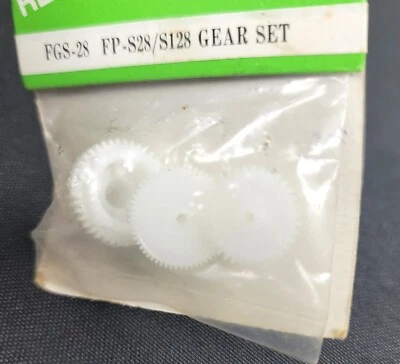 FGS-28 FP-S28/S128 GEAR SET